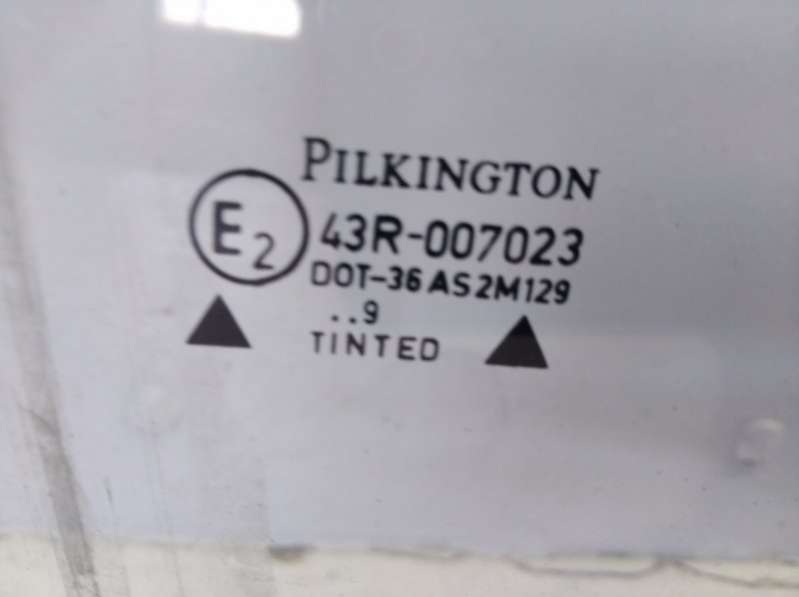 PILKINGTON
E2 43R-007023
DOT-36 AS2M129
..9
TINTED